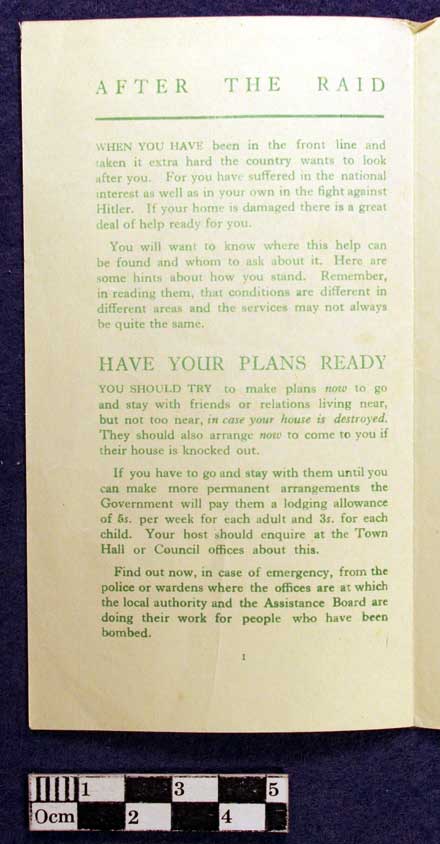 AFTER THE RAID
WHEN YOU HAVE been in the front line and
taken it extra hard the country wants to look
after you. For you have suffered in the national
interest as well as in your own in the fight against
Hitler. If your home is damaged there is a great
deal of help ready for you.
You will want to know where this help can
be found and whom to ask about it. Here are
some hints about how you stand. Remember,
in reading them, that conditions are different in
different areas and the services may not always
be quite the same.
HAVE YOUR PLANS READY
YOU SHOULD TRY to make plans now to go
and stay with friends or relations living near,
but not too near, in case your house is destroyed.
They should also arrange now to come to you if
their house is knocked out.
If you have to go and stay with them until you
can make more permanent arrangements the
Government will pay them a lodging allowance
of 5s. per week for each adult and 3s. for each
child. Your host should enquire at the Town
Hall or Council offices about this.
Find out now, in case of emergency, from the
police or wardens where the offices are at which
the local authority and the Assistance Board are
doing their work for people who have been
bombed.
1
1 3 5
0cm 2 4